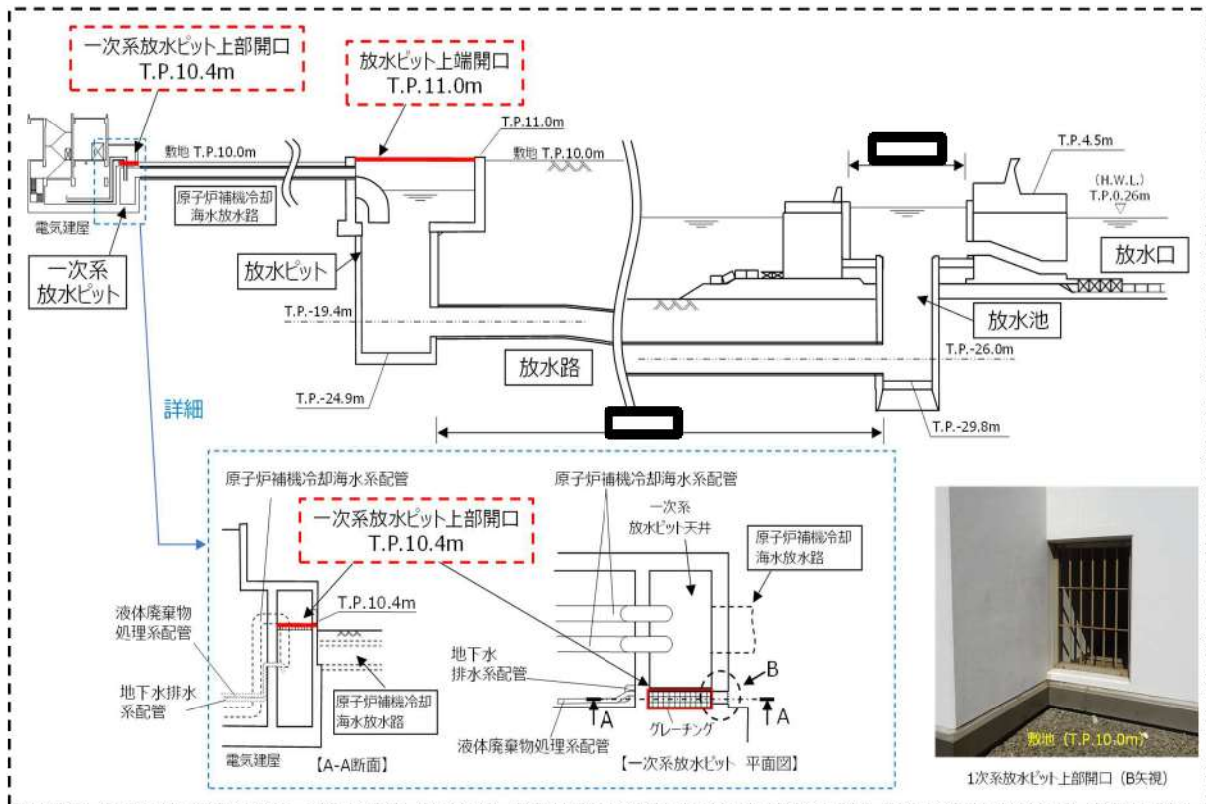 一次系放水ピット上部開口
T.P.10.4m
放水ピット上端開口
T.P.11.0m
T.P.11.0m
敷地 T.P.10.0m
敷地 T.P.10.0m
T.P.4.5m
(H.W.L.)
T.P.0.26m
原子炉補機冷却
海水放水路
電気建屋
一次系
放水ピット
放水ピット
放水口
放水池
T.P.-19.4m
T.P.-26.0m
放水路
T.P.-24.9m
T.P.-29.8m
詳細
原子炉補機冷却海水系配管
一次系放水ピット上部開口
T.P.10.4m
T.P.10.4m
液体廃棄物
処理系配管
地下水排水
系配管
原子炉補機冷却
海水放水路
電気建屋
【A-A断面】
原子炉補機冷却海水系配管
一次系
放水ピット天井
原子炉補機冷却
海水放水路
地下水
排水系配管
B
A
A
グレーチング
液体廃棄物処理系配管
【一次系放水ピット 平面図】
敷地（T.P.10.0m）
1次系放水ピット上部開口（B矢視）